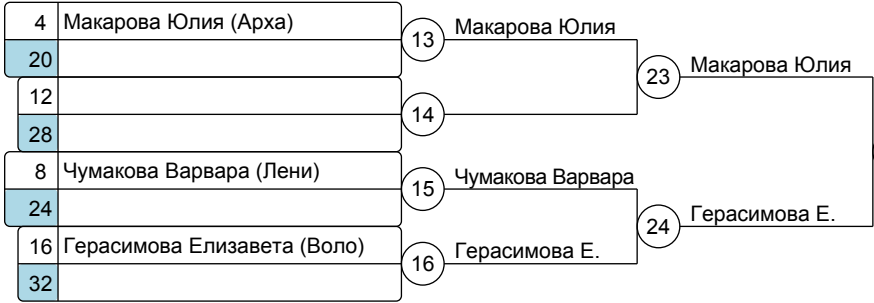 4 Макарова Юлия (Арха)
13 Макарова Юлия
20
23 Макарова Юлия
12
14
28
8 Чумакова Варвара (Лени)
15 Чумакова Варвара
24
24 Герасимова Е.
16 Герасимова Елизавета (Воло)
16 Герасимова Е.
32